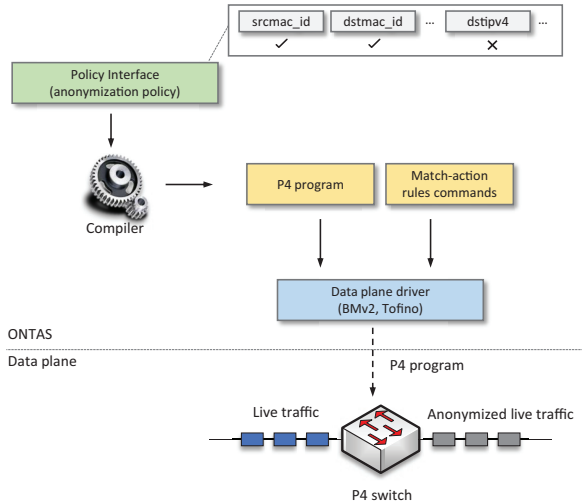 srcmac_id dstmac_id ... dstipv4 ...
Policy Interface
(anonymization policy)
P4 program
Match-action
rules commands
Compiler
Data plane driver
(BMv2, Tofino)
ONTAS
Data plane
P4 program
Live traffic
Anonymized live traffic
P4 switch